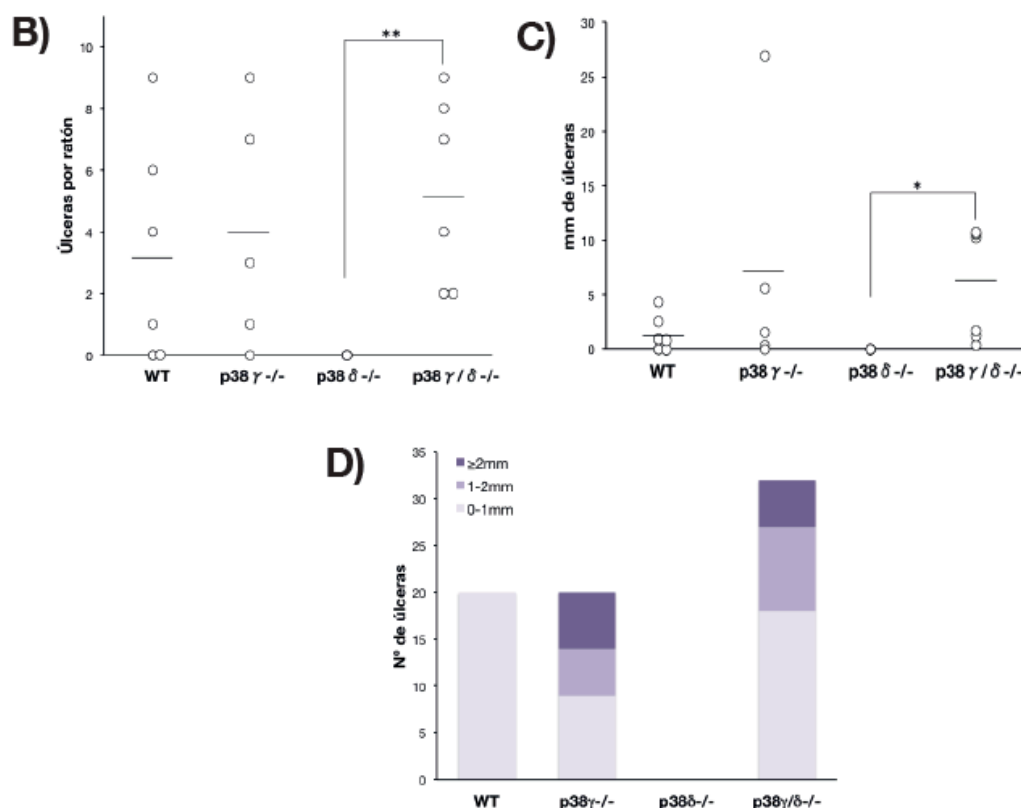 B)
**
Úlceras por ratón
10
8
6
4
2
0
WT
p38 γ -/-
p38 δ -/-
p38 γ / δ -/-
C)
*
mm de úlceras
30
25
20
15
10
5
0
WT
p38 γ -/-
p38 δ -/-
p38 γ / δ -/-
D)
≥2mm
1-2mm
0-1mm
Nº de úlceras
35
30
25
20
15
10
5
0
WT
p38γ-/-
p38δ-/-
p38γ/δ-/-